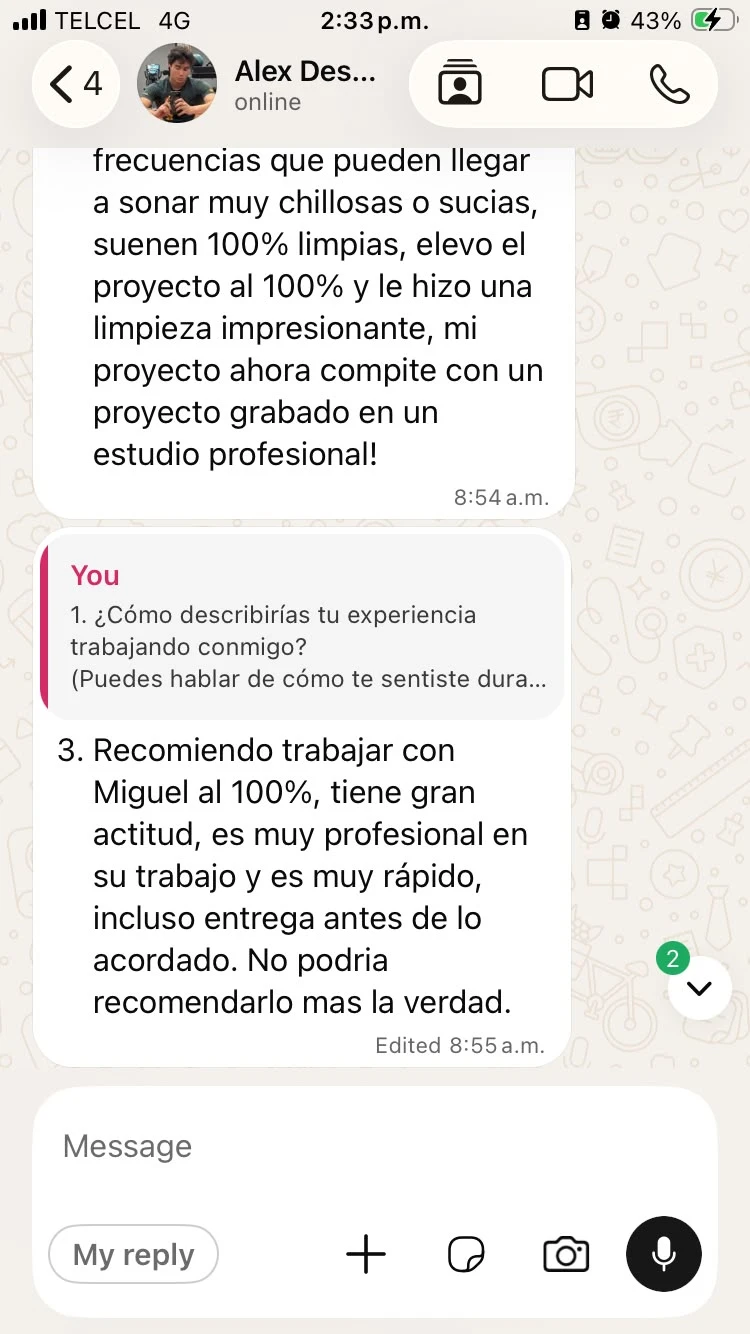 TELCEL 4G 2:33 p.m. 43%
4 Alex Des...
online
frecuencias que pueden llegar
a sonar muy chillosas o sucias,
suenen 100% limpias, elevo el
proyecto al 100% y le hizo una
limpieza impresionante, mi
proyecto ahora compite con un
proyecto grabado en un
estudio profesional!
8:54 a.m.
You
1. ¿Cómo describirías tu experiencia
trabajando conmigo?
(Puedes hablar de cómo te sentiste dura...
3. Recomiendo trabajar con
Miguel al 100%, tiene gran
actitud, es muy profesional en
su trabajo y es muy rápido,
incluso entrega antes de lo
acordado. No podria
recomendarlo mas la verdad.
Edited 8:55 a.m.
2
Message
My reply